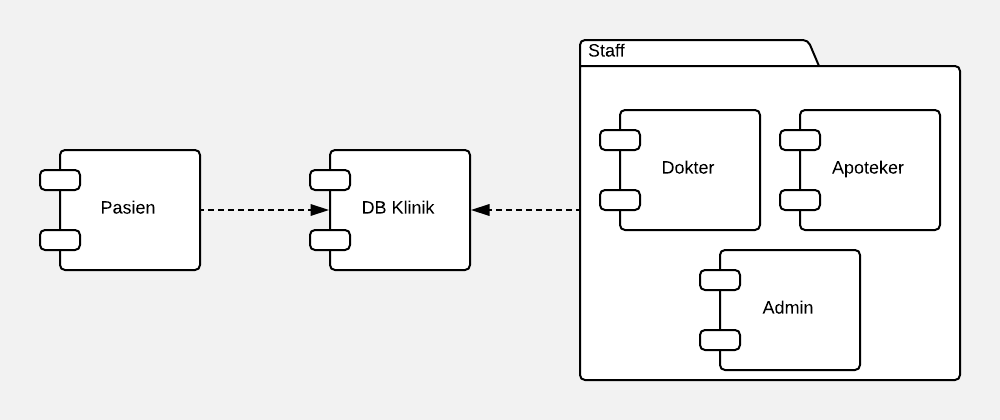 Staff
Pasien
DB Klinik
Dokter
Apoteker
Admin